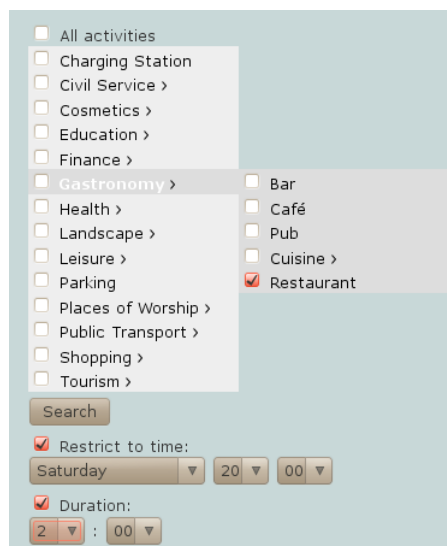 All activities
Charging Station
Civil Service >
Cosmetics >
Education >
Finance >
Gastronomy >
Bar
Health >
Café
Landscape >
Pub
Leisure >
Cuisine >
Parking
Restaurant
Places of Worship >
Public Transport >
Shopping >
Tourism >
Search
Restrict to time:
Saturday 20 00
Duration:
2 : 00